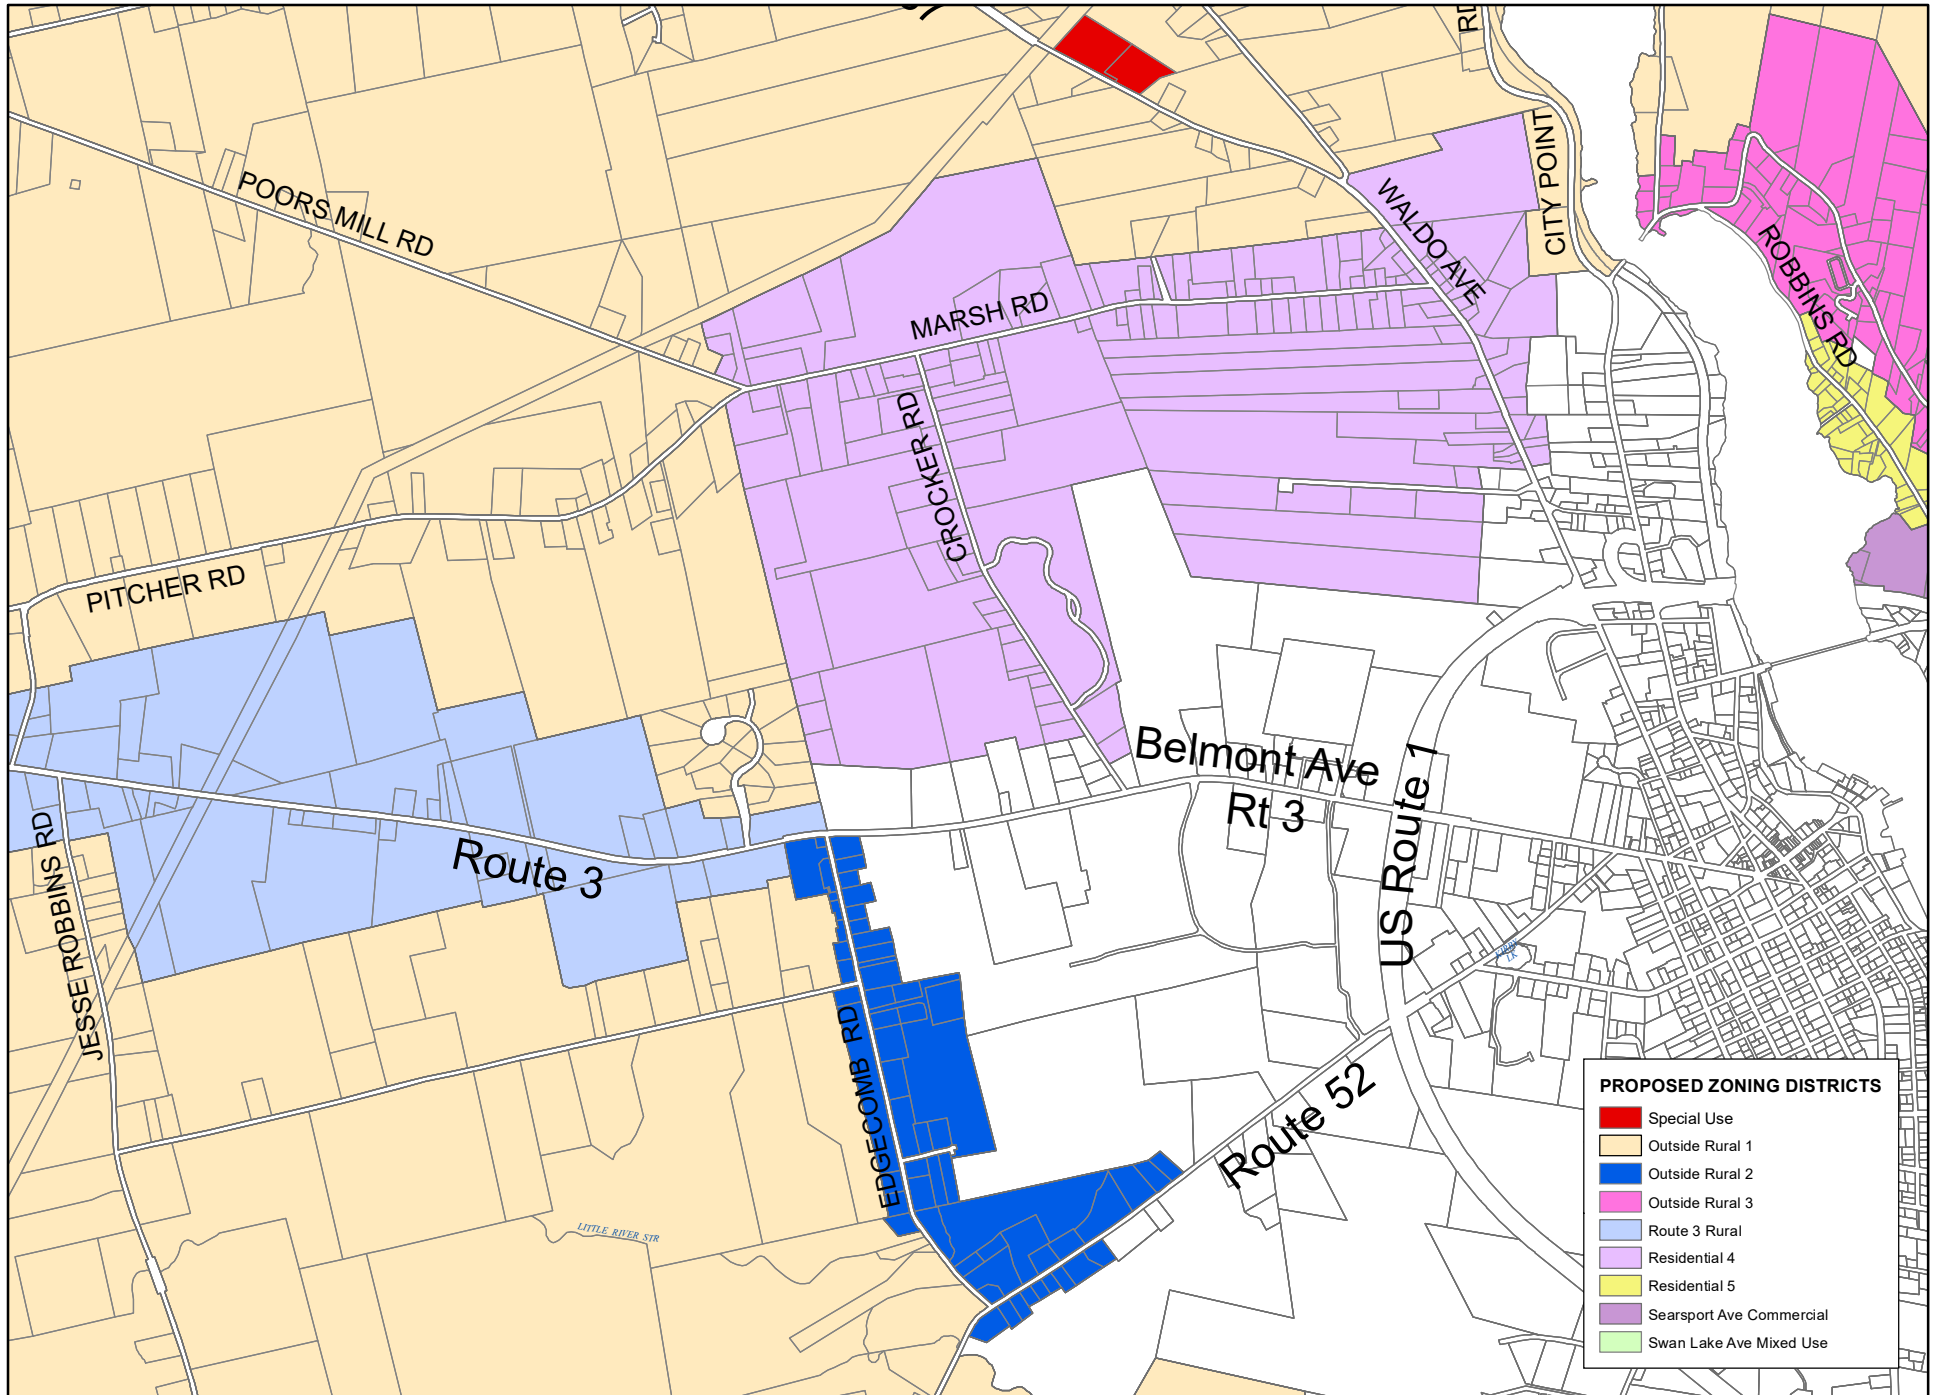 POORS MILL RD
CITY POINT
WALDO AVE
ROBBINS RD
MARSH RD
CROCKER RD
PITCHER RD
Belmont Ave
Rt 3
US Route 1
Route 3
JESSE ROBBINS RD
EDGECOMB RD
Route 52
LITTLE RIVER STR
PROPOSED ZONING DISTRICTS
Special Use
Outside Rural 1
Outside Rural 2
Outside Rural 3
Route 3 Rural
Residential 4
Residential 5
Searsport Ave Commercial
Swan Lake Ave Mixed Use